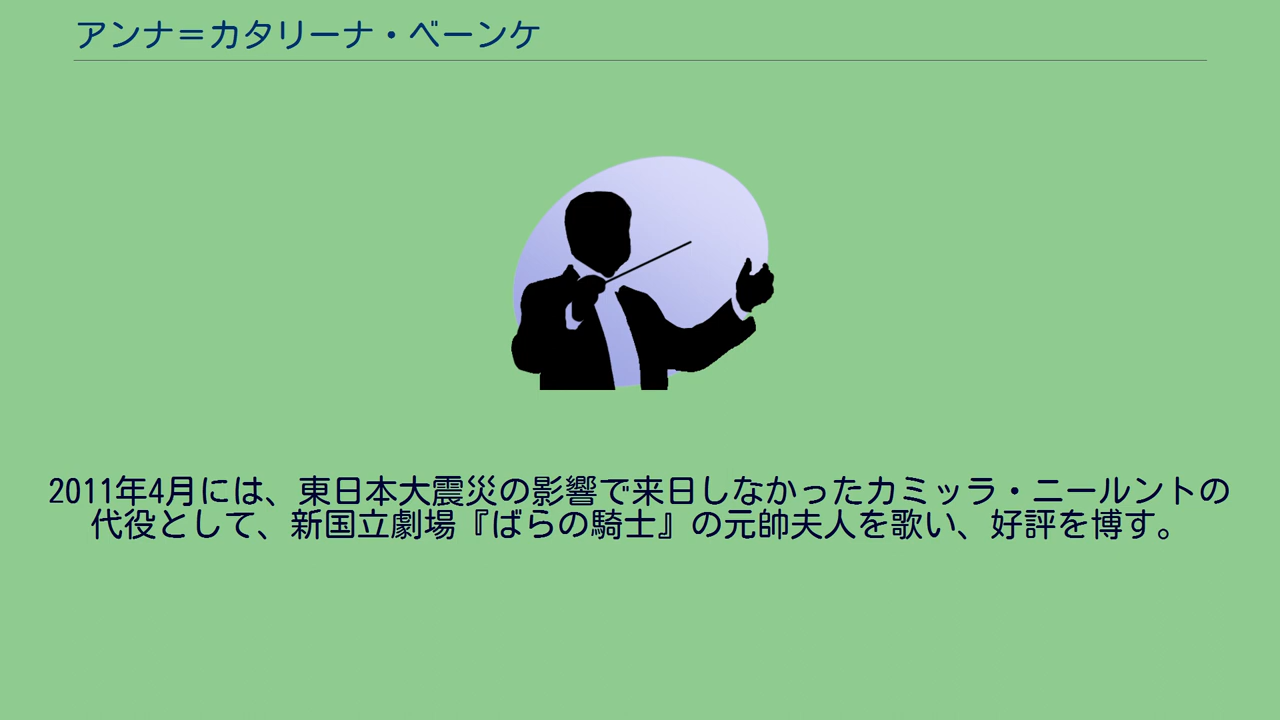 アンナ＝カタリーナ・ベーンケ
2011年4月には、東日本大震災の影響で来日しなかったカミッラ・ニールントの
代役として、新国立劇場『ばらの騎士』の元帥夫人を歌い、好評を博す。